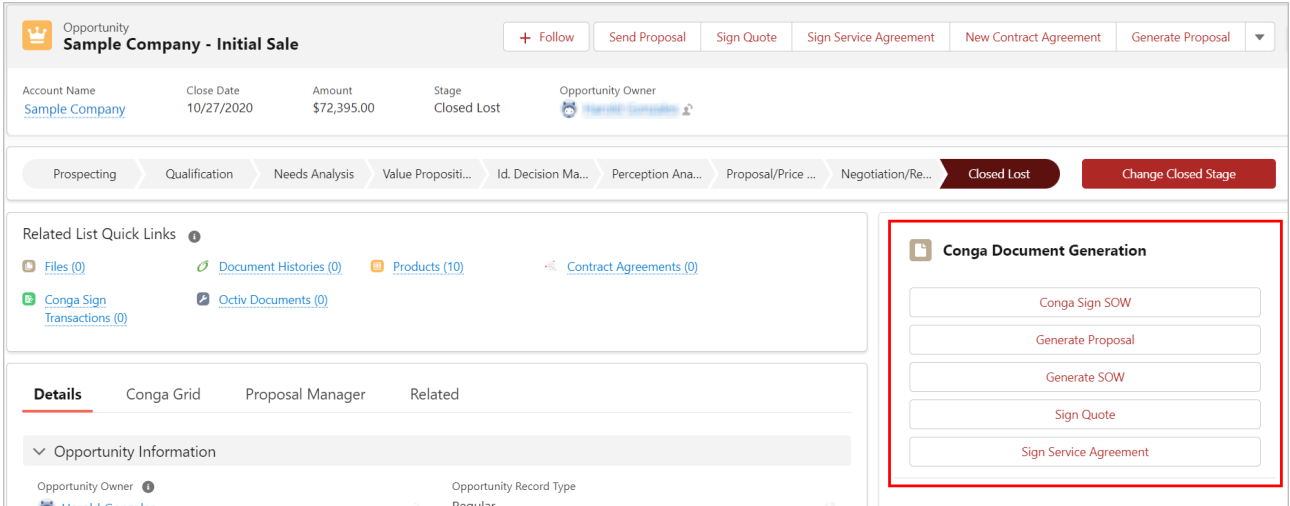 Opportunity
Sample Company - Initial Sale
+ Follow
Send Proposal
Sign Quote
Sign Service Agreement
New Contract Agreement
Generate Proposal
Account Name
Close Date
Amount
Stage
Opportunity Owner
Sample Company
10/27/2020
$72,395.00
Closed Lost
Prospecting
Qualification
Needs Analysis
Value Propositi...
Id. Decision Ma...
Perception Ana...
Proposal/Price ...
Negotiation/Re...
Closed Lost
Change Closed Stage
Related List Quick Links
Files (0)
Document Histories (0)
Products (10)
Contract Agreements (0)
Conga Sign
Transactions (0)
Octiv Documents (0)
Conga Document Generation
Conga Sign SOW
Generate Proposal
Generate SOW
Sign Quote
Sign Service Agreement
Details
Conga Grid
Proposal Manager
Related
Opportunity Information
Opportunity Owner
Opportunity Record Type
Regular